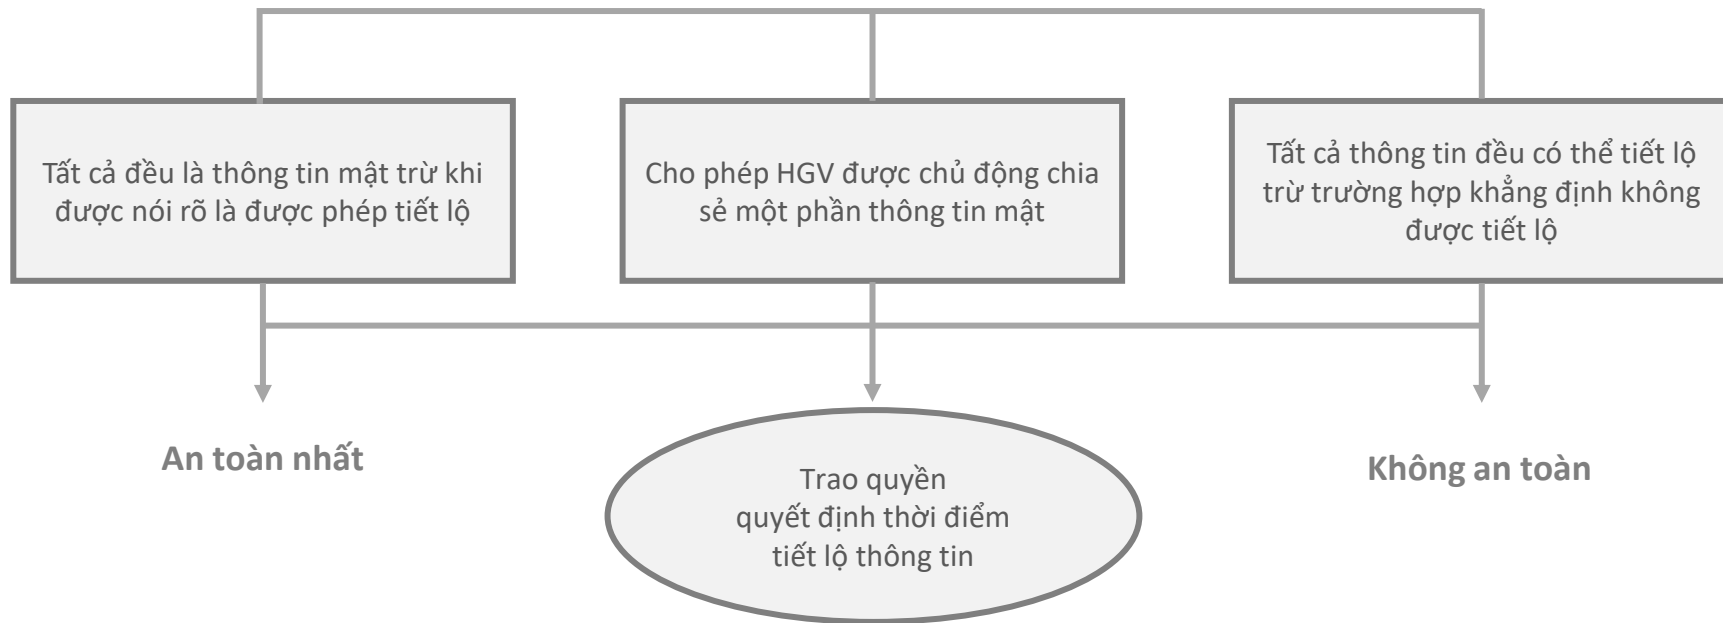 Tất cả đều là thông tin mật trừ khi
được nói rõ là được phép tiết lộ
Cho phép HGV được chủ động chia
sẻ một phần thông tin mật
Tất cả thông tin đều có thể tiết lộ
trừ trường hợp khẳng định không
được tiết lộ
An toàn nhất
Trao quyền
quyết định thời điểm
tiết lộ thông tin
Không an toàn